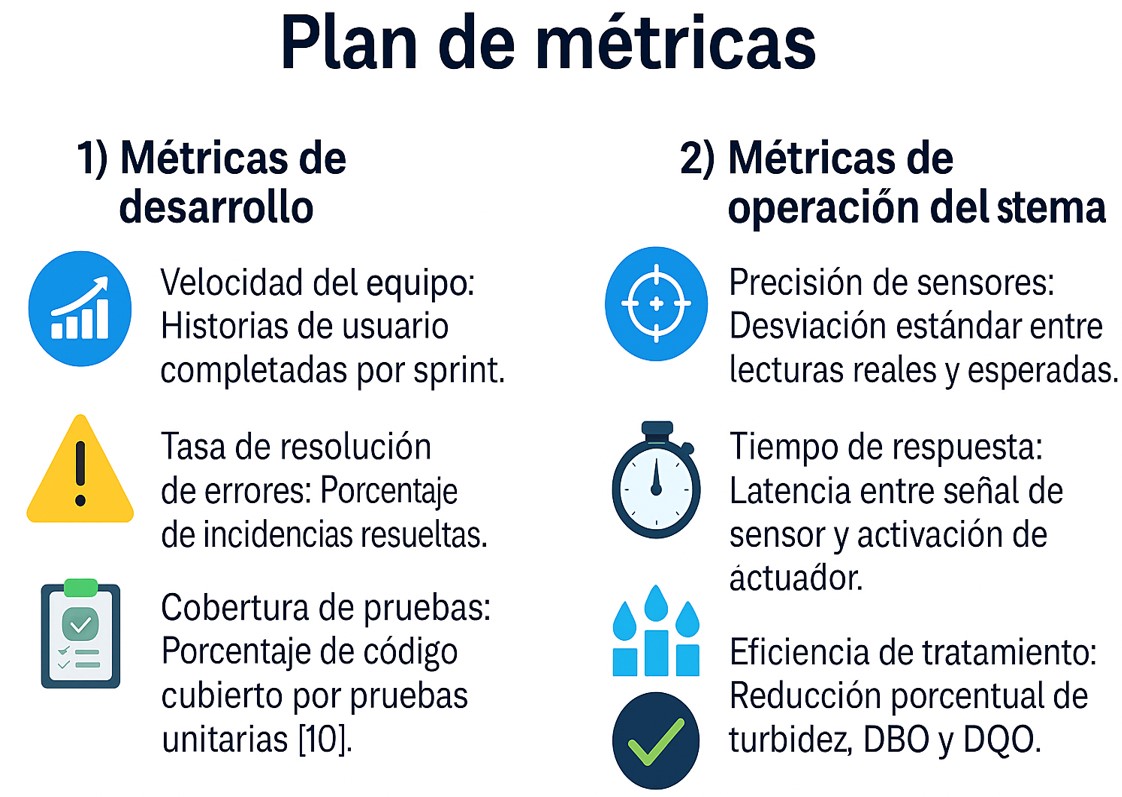 Plan de métricas
1) Métricas de
desarrollo
Velocidad del equipo:
Historias de usuario
completadas por sprint.
Tasa de resolución
de errores: Porcentaje
de incidencias resueltas.
Cobertura de pruebas:
Porcentaje de código
cubierto por pruebas
unitarias [10].
2) Métricas de
operación del stema
Precisión de sensores:
Desviación estándar entre
lecturas reales y esperadas.
Tiempo de respuesta:
Latencia entre señal de
sensor y activación de
actuador.
Eficiencia de tratamiento:
Reducción porcentual de
turbidez, DBO y DQO.